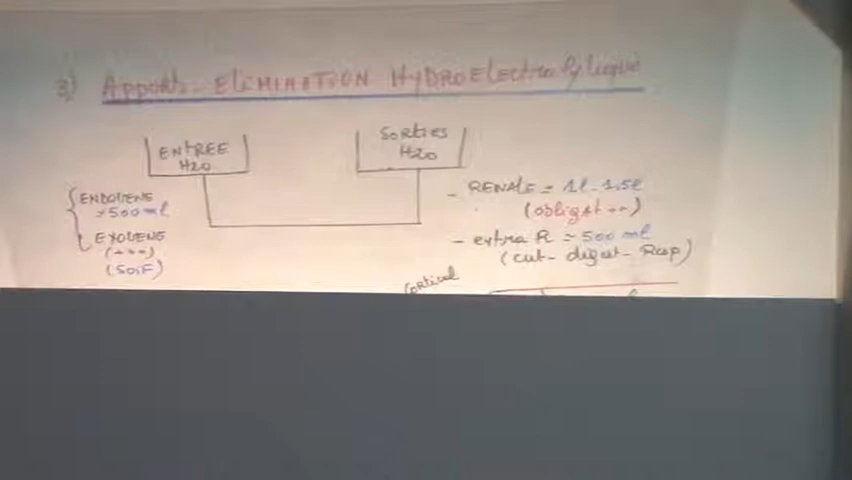 3) Apports - ELIMINATION HYDROElectrolytique
ENTREE
H2O
SORTIES
H2O
ENDOGENE
≈500 ml
EXOGENE
(+++)
(SOIF)
- RENALE = 1l - 1,5l
(obligat ++)
- extra R = 500 ml
(cut - digest - Resp)
Cortical